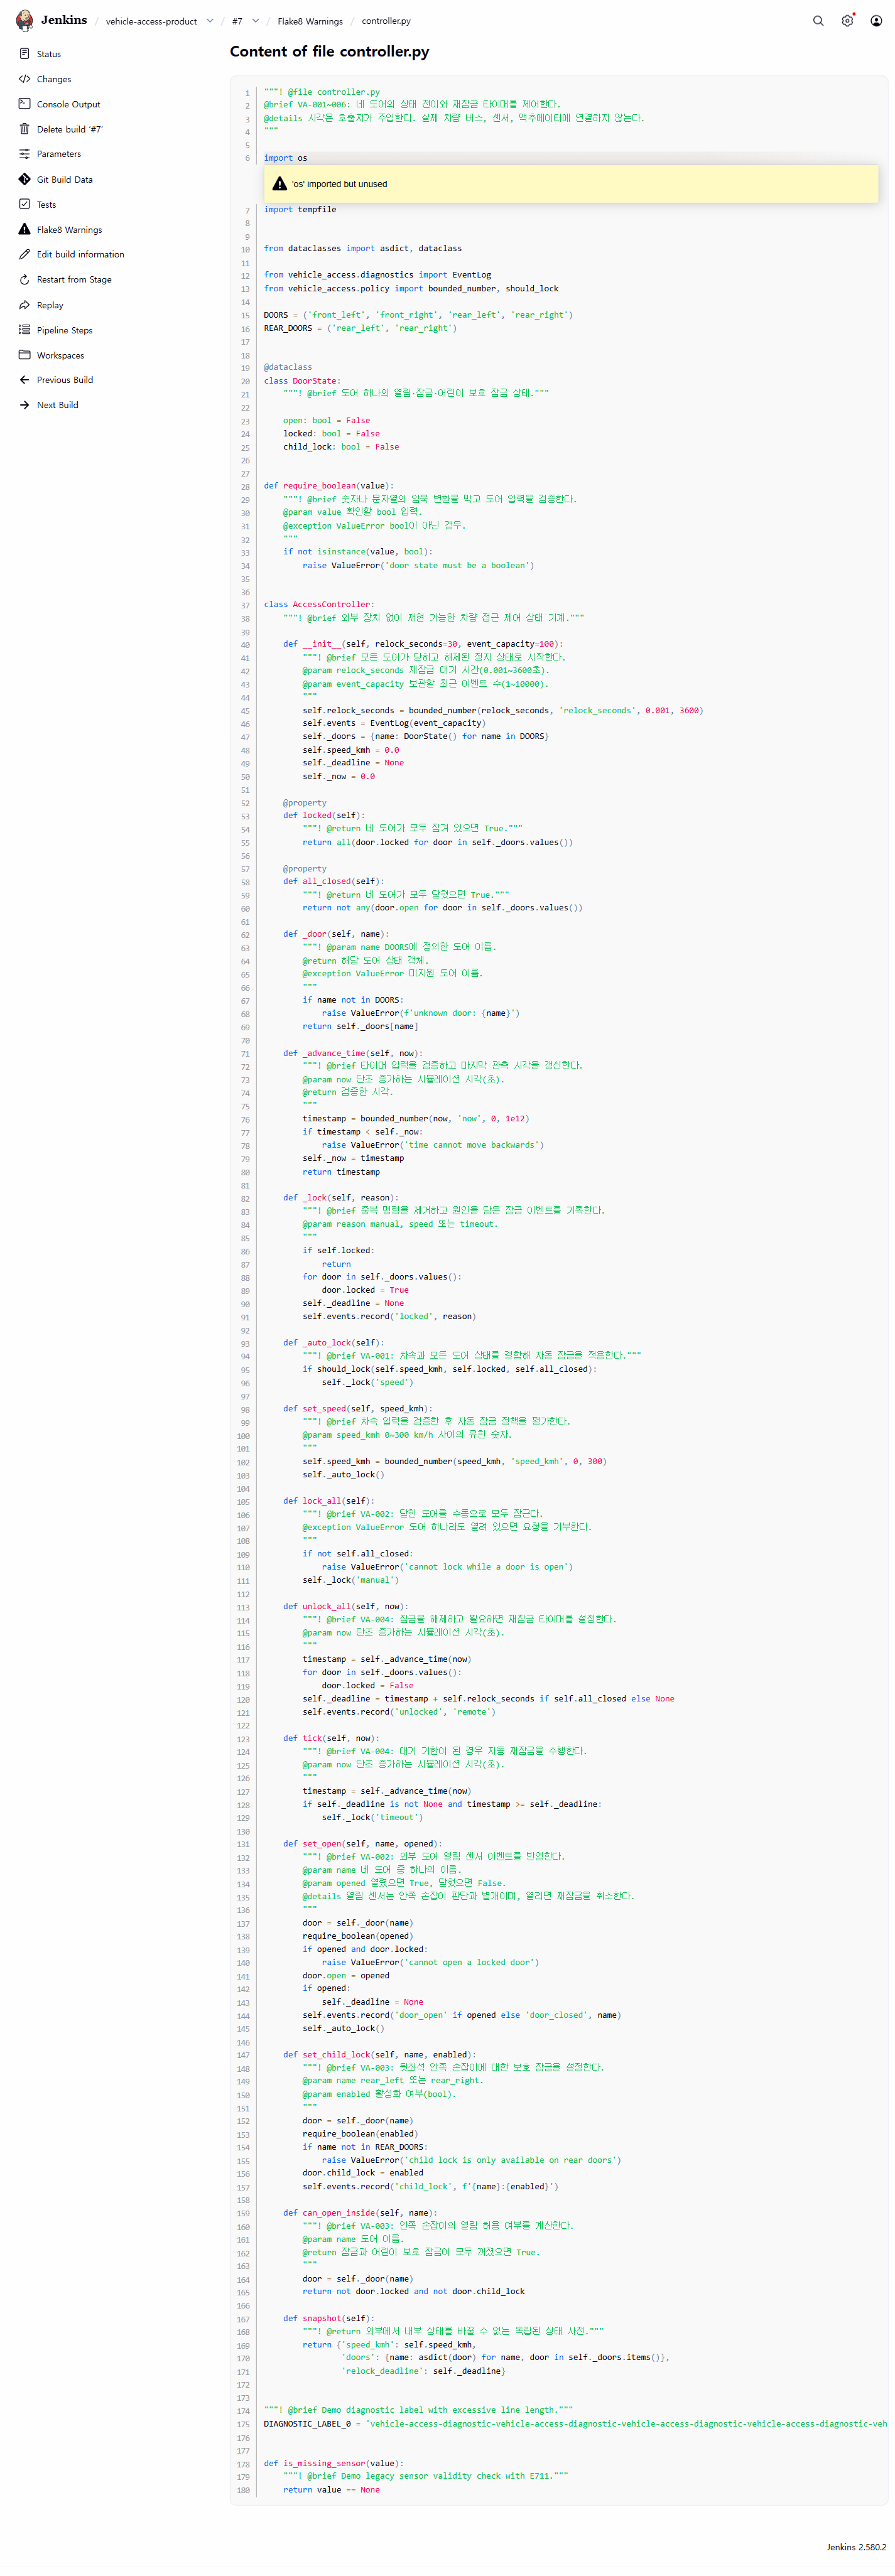 Jenkins / vehicle-access-product / #7 / Flake8 Warnings / controller.py
Status
Changes
Console Output
Delete build '#7'
Parameters
Git Build Data
Tests
Flake8 Warnings
Edit build information
Restart from Stage
Replay
Pipeline Steps
Workspaces
Previous Build
Next Build
Content of file controller.py
1 """! @file controller.py
2 @brief VA-001~006: 네 도어의 상태 전이와 재잠금 타이머를 제어한다.
3 @details 시각은 호출자가 주입한다. 실제 차량 버스, 센서, 액추에이터에 연결하지 않는다.
4 """
5
6 import os
'os' imported but unused
7 import tempfile
8
9
10 from dataclasses import asdict, dataclass
11
12 from vehicle_access.diagnostics import EventLog
13 from vehicle_access.policy import bounded_number, should_lock
14
15 DOORS = ('front_left', 'front_right', 'rear_left', 'rear_right')
16 REAR_DOORS = ('rear_left', 'rear_right')
17
18
19 @dataclass
20 class DoorState:
21     """! @brief 도어 하나의 열림·잠금·어린이 보호 잠금 상태."""
22
23     open: bool = False
24     locked: bool = False
25     child_lock: bool = False
26
27
28 def require_boolean(value):
29     """! @brief 숫자나 문자열의 암묵 변환을 막고 도어 입력을 검증한다.
30     @param value 확인할 bool 입력.
31     @exception ValueError bool이 아닌 경우.
32     """
33     if not isinstance(value, bool):
34         raise ValueError('door state must be a boolean')
35
36
37 class AccessController:
38     """! @brief 외부 장치 없이 재현 가능한 차량 접근 제어 상태 기계."""
39
40     def __init__(self, relock_seconds=30, event_capacity=100):
41         """! @brief 모든 도어가 닫히고 해제된 정지 상태로 시작한다.
42         @param relock_seconds 재잠금 대기 시간(0.001~3600초).
43         @param event_capacity 보관할 최근 이벤트 수(1~10000).
44         """
45         self.relock_seconds = bounded_number(relock_seconds, 'relock_seconds', 0.001, 3600)
46         self.events = EventLog(event_capacity)
47         self._doors = {name: DoorState() for name in DOORS}
48         self.speed_kmh = 0.0
49         self._deadline = None
50         self._now = 0.0
51
52     @property
53     def locked(self):
54         """! @return 네 도어가 모두 잠겨 있으면 True."""
55         return all(door.locked for door in self._doors.values())
56
57     @property
58     def all_closed(self):
59         """! @return 네 도어가 모두 닫혔으면 True."""
60         return not any(door.open for door in self._doors.values())
61
62     def _door(self, name):
63         """! @param name DOORS에 정의한 도어 이름.
64         @return 해당 도어 상태 객체.
65         @exception ValueError 미지원 도어 이름.
66         """
67         if name not in DOORS:
68             raise ValueError(f'unknown door: {name}')
69         return self._doors[name]
70
71     def _advance_time(self, now):
72         """! @brief 타이머 입력을 검증하고 마지막 관측 시각을 갱신한다.
73         @param now 단조 증가하는 시뮬레이션 시각(초).
74         @return 검증한 시각.
75         """
76         timestamp = bounded_number(now, 'now', 0, 1e12)
77         if timestamp < self._now:
78             raise ValueError('time cannot move backwards')
79         self._now = timestamp
80         return timestamp
81
82     def _lock(self, reason):
83         """! @brief 중복 명령을 제거하고 원인을 담은 잠금 이벤트를 기록한다.
84         @param reason manual, speed 또는 timeout.
85         """
86         if self.locked:
87             return
88         for door in self._doors.values():
89             door.locked = True
90         self._deadline = None
91         self.events.record('locked', reason)
92
93     def _auto_lock(self):
94         """! @brief VA-001: 차속과 모든 도어 상태를 결합해 자동 잠금을 적용한다."""
95         if should_lock(self.speed_kmh, self.locked, self.all_closed):
96             self._lock('speed')
97
98     def set_speed(self, speed_kmh):
99         """! @brief 차속 입력을 검증한 후 자동 잠금 정책을 평가한다.
100         @param speed_kmh 0~300 km/h 사이의 유한 숫자.
101         """
102         self.speed_kmh = bounded_number(speed_kmh, 'speed_kmh', 0, 300)
103         self._auto_lock()
104
105     def lock_all(self):
106         """! @brief VA-002: 닫힌 도어를 수동으로 모두 잠근다.
107         @exception ValueError 도어 하나라도 열려 있으면 요청을 거부한다.
108         """
109         if not self.all_closed:
110             raise ValueError('cannot lock while a door is open')
111         self._lock('manual')
112
113     def unlock_all(self, now):
114         """! @brief VA-004: 잠금을 해제하고 필요하면 재잠금 타이머를 설정한다.
115         @param now 단조 증가하는 시뮬레이션 시각(초).
116         """
117         timestamp = self._advance_time(now)
118         for door in self._doors.values():
119             door.locked = False
120         self._deadline = timestamp + self.relock_seconds if self.all_closed else None
121         self.events.record('unlocked', 'remote')
122
123     def tick(self, now):
124         """! @brief VA-004: 대기 기한이 된 경우 자동 재잠금을 수행한다.
125         @param now 단조 증가하는 시뮬레이션 시각(초).
126         """
127         timestamp = self._advance_time(now)
128         if self._deadline is not None and timestamp >= self._deadline:
129             self._lock('timeout')
130
131     def set_open(self, name, opened):
132         """! @brief VA-002: 외부 도어 열림 센서 이벤트를 반영한다.
133         @param name 네 도어 중 하나의 이름.
134         @param opened 열렸으면 True, 닫혔으면 False.
135         @details 열림 센서는 안쪽 손잡이 판단과 별개이며, 열리면 재잠금을 취소한다.
136         """
137         door = self._door(name)
138         require_boolean(opened)
139         if opened and door.locked:
140             raise ValueError('cannot open a locked door')
141         door.open = opened
142         if opened:
143             self._deadline = None
144         self.events.record('door_open' if opened else 'door_closed', name)
145         self._auto_lock()
146
147     def set_child_lock(self, name, enabled):
148         """! @brief VA-003: 뒷좌석 안쪽 손잡이에 대한 보호 잠금을 설정한다.
149         @param name rear_left 또는 rear_right.
150         @param enabled 활성화 여부(bool).
151         """
152         door = self._door(name)
153         require_boolean(enabled)
154         if name not in REAR_DOORS:
155             raise ValueError('child lock is only available on rear doors')
156         door.child_lock = enabled
157         self.events.record('child_lock', f'{name}:{enabled}')
158
159     def can_open_inside(self, name):
160         """! @brief VA-003: 안쪽 손잡이의 열림 허용 여부를 계산한다.
161         @param name 도어 이름.
162         @return 잠금과 어린이 보호 잠금이 모두 꺼졌으면 True.
163         """
164         door = self._door(name)
165         return not door.locked and not door.child_lock
166
167     def snapshot(self):
168         """! @return 외부에서 내부 상태를 바꿀 수 없는 독립된 상태 사전."""
169         return {'speed_kmh': self.speed_kmh,
170                 'doors': {name: asdict(door) for name, door in self._doors.items()},
171                 'relock_deadline': self._deadline}
172
173
174 """! @brief Demo diagnostic label with excessive line length."""
175 DIAGNOSTIC_LABEL_0 = 'vehicle-access-diagnostic-vehicle-access-diagnostic-vehicle-access-diagnostic-vehicle-access-diagnostic-veh
176
177
178 def is_missing_sensor(value):
179     """! @brief Demo legacy sensor validity check with E711."""
180     return value == None
Jenkins 2.580.2